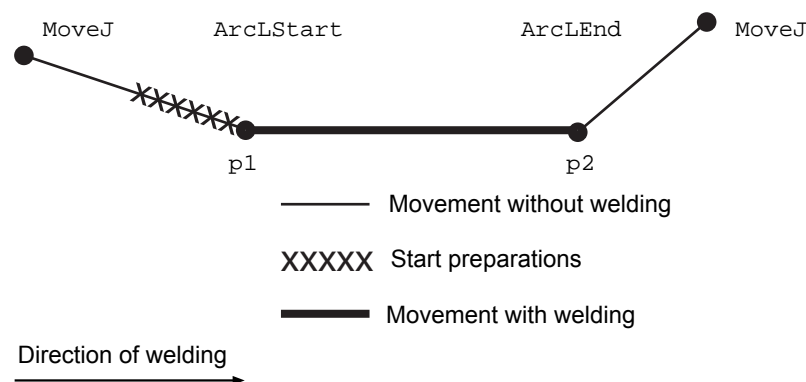 MoveJ ArcLStart ArcLEnd MoveJ
p1 p2
Movement without welding
XXXXX Start preparations
Movement with welding
Direction of welding